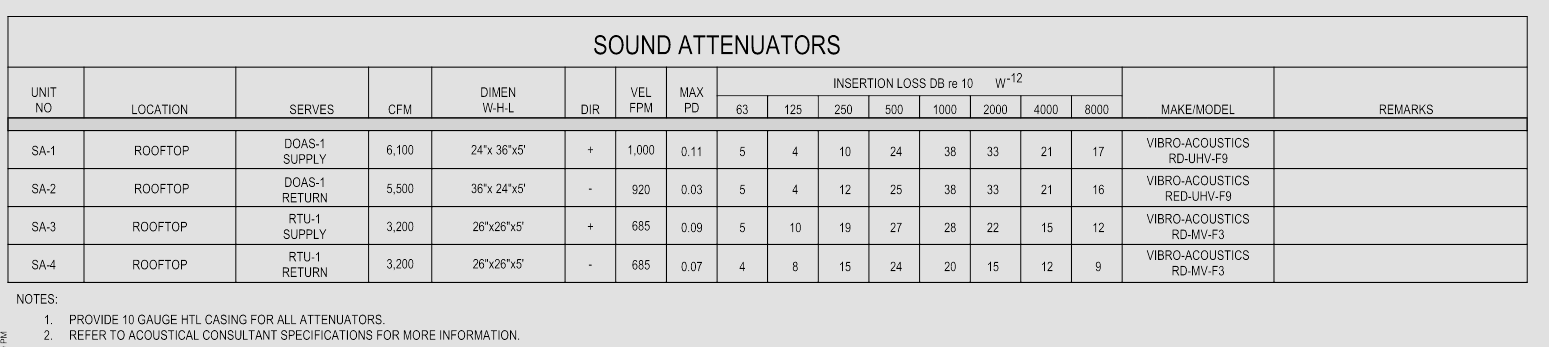 SOUND ATTENUATORS
UNIT NO LOCATION SERVES CFM DIMEN W-H-L DIR VEL FPM MAX PD INSERTION LOSS DB re 10 W-12 MAKE/MODEL REMARKS
63 125 250 500 1000 2000 4000 8000
SA-1 ROOFTOP DOAS-1 SUPPLY 6,100 24"x 36"x5' + 1,000 0.11 5 4 10 24 38 33 21 17 VIBRO-ACOUSTICS RD-UHV-F9
SA-2 ROOFTOP DOAS-1 RETURN 5,500 36"x 24"x5' - 920 0.03 5 4 12 25 38 33 21 16 VIBRO-ACOUSTICS RED-UHV-F9
SA-3 ROOFTOP RTU-1 SUPPLY 3,200 26"x26"x5' + 685 0.09 5 10 19 27 28 22 15 12 VIBRO-ACOUSTICS RD-MV-F3
SA-4 ROOFTOP RTU-1 RETURN 3,200 26"x26"x5' - 685 0.07 4 8 15 24 20 15 12 9 VIBRO-ACOUSTICS RD-MV-F3
NOTES:
1. PROVIDE 10 GAUGE HTL CASING FOR ALL ATTENUATORS.
2. REFER TO ACOUSTICAL CONSULTANT SPECIFICATIONS FOR MORE INFORMATION.
PM